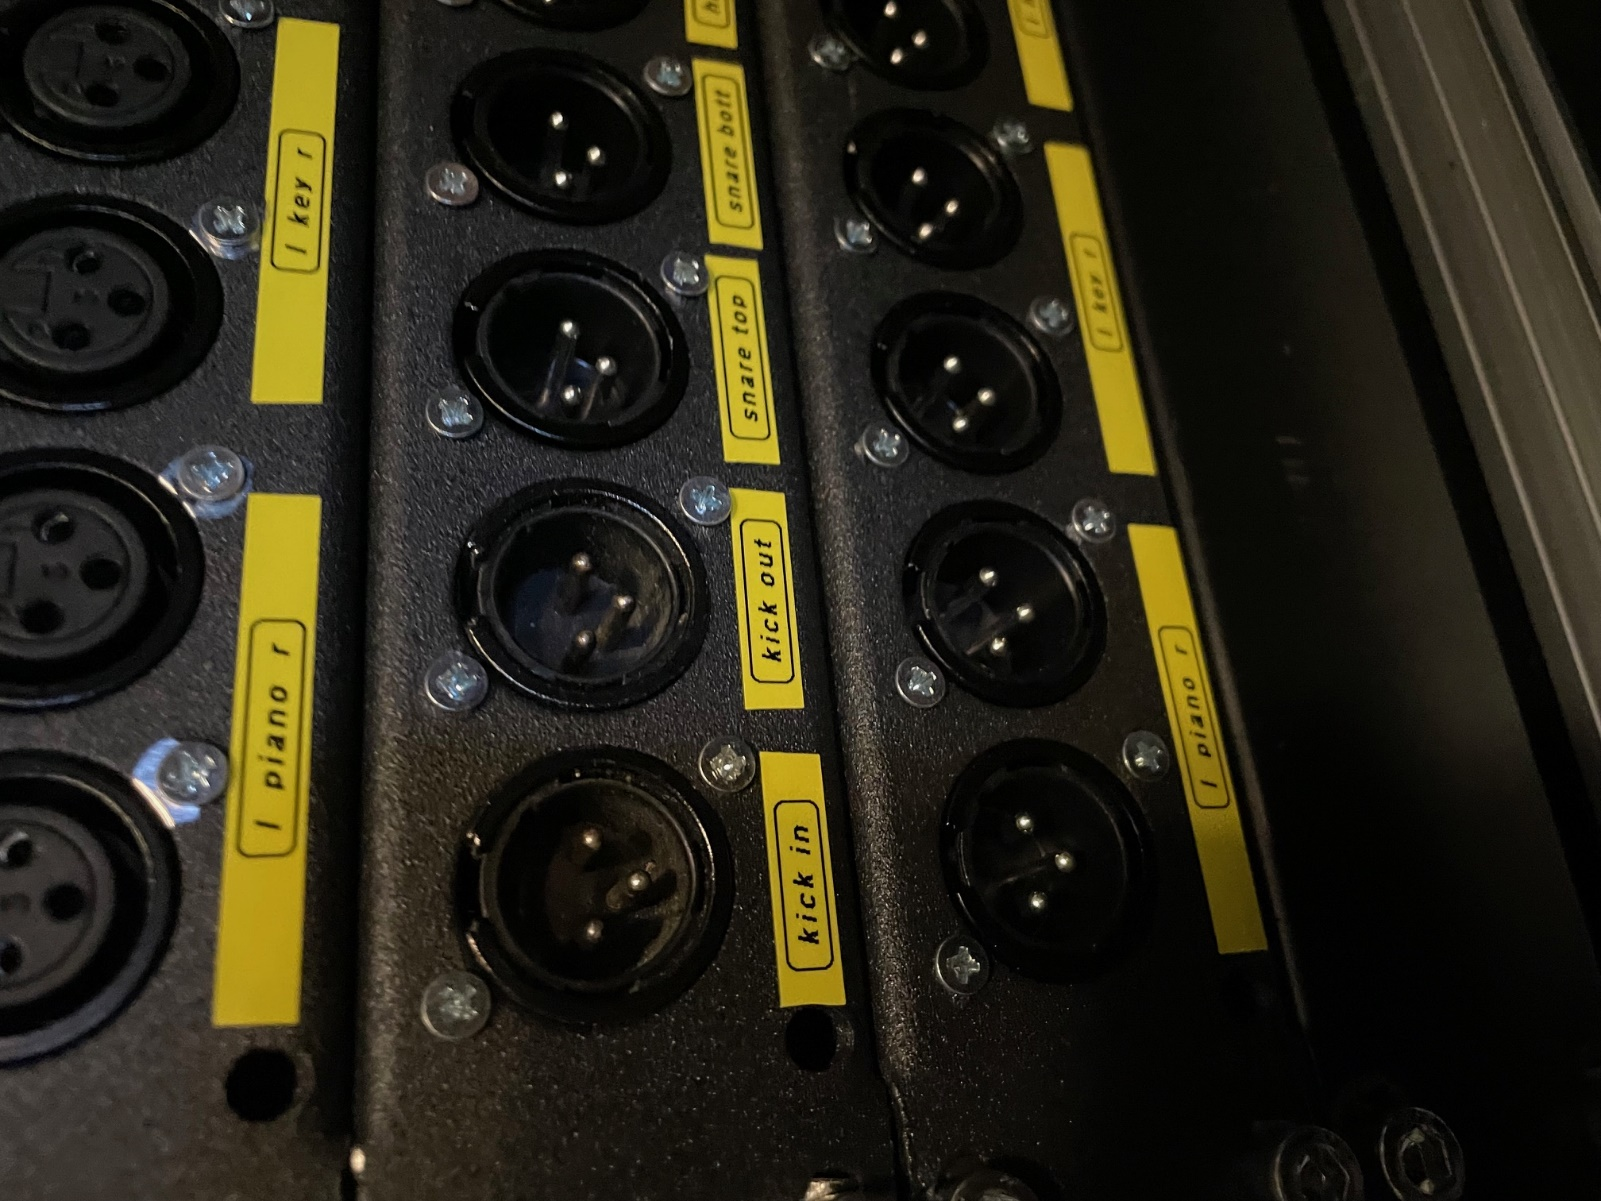 l key r
l piano r
snare bott
snare top
kick out
kick in
l key r
l piano r